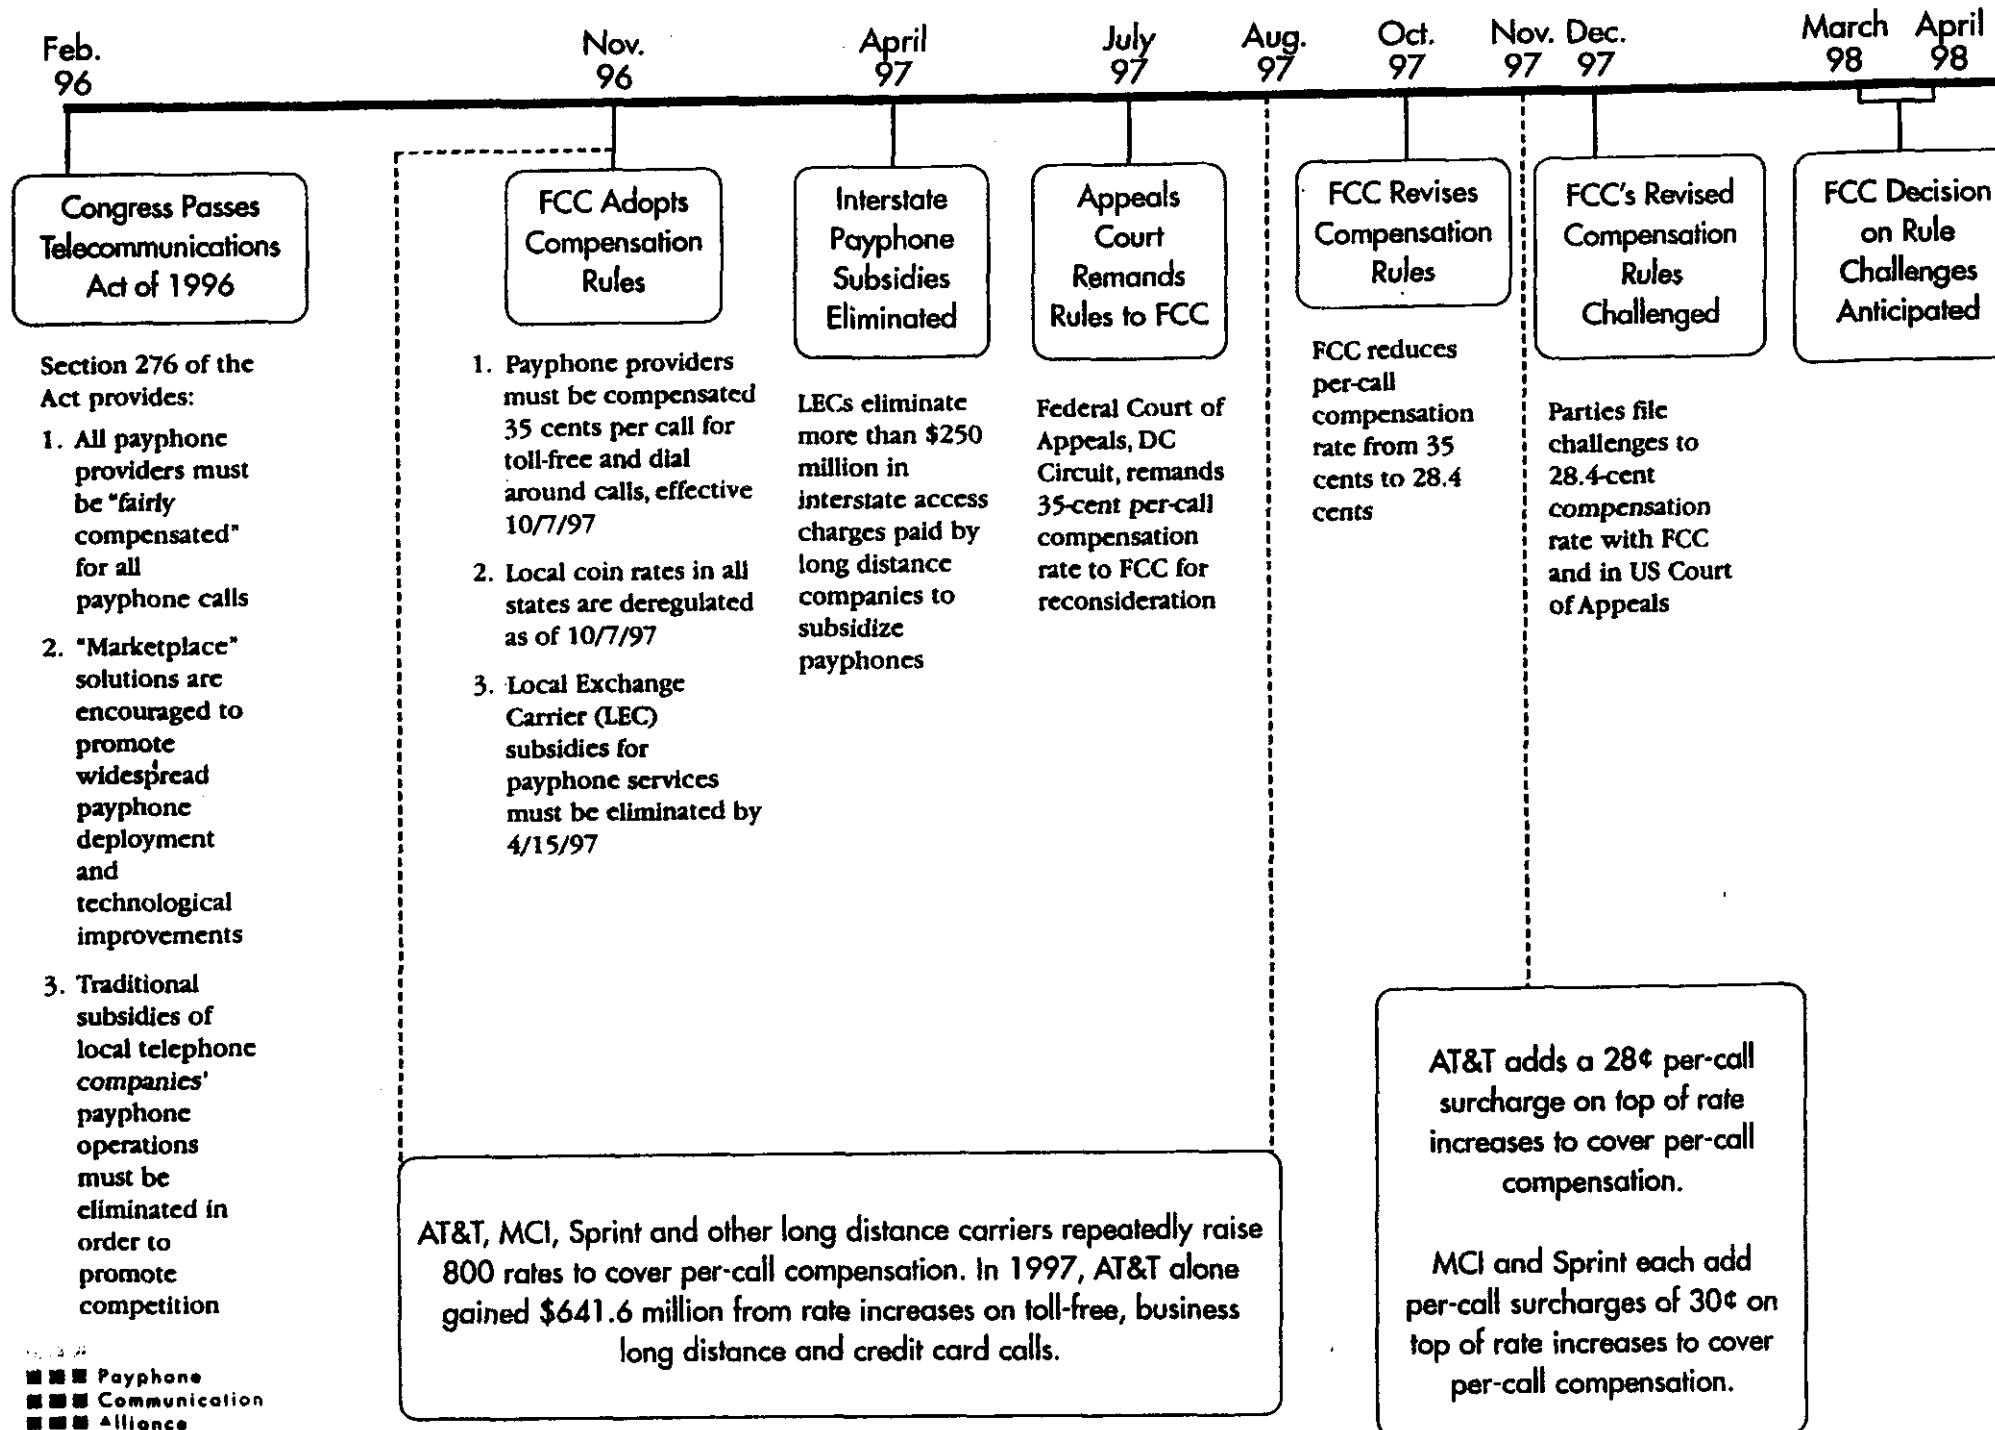 Feb.
96
Nov.
96
April
97
July
97
Aug.
97
Oct.
97
Nov.
97
Dec.
97
March
98
April
98
Congress Passes
Telecommunications
Act of 1996
Section 276 of the
Act provides:
1. All payphone
providers must
be "fairly
compensated"
for all
payphone calls
2. "Marketplace"
solutions are
encouraged to
promote
widespread
payphone
deployment
and
technological
improvements
3. Traditional
subsidies of
local telephone
companies'
payphone
operations
must be
eliminated in
order to
promote
competition
FCC Adopts
Compensation
Rules
1. Payphone providers
must be compensated
35 cents per call for
toll-free and dial
around calls, effective
10/7/97
2. Local coin rates in all
states are deregulated
as of 10/7/97
3. Local Exchange
Carrier (LEC)
subsidies for
payphone services
must be eliminated by
4/15/97
Interstate
Payphone
Subsidies
Eliminated
LECs eliminate
more than $250
million in
interstate access
charges paid by
long distance
companies to
subsidize
payphones
Appeals
Court
Remands
Rules to FCC
Federal Court of
Appeals, DC
Circuit, remands
35-cent per-call
compensation
rate to FCC for
reconsideration
FCC Revises
Compensation
Rules
FCC reduces
per-call
compensation
rate from 35
cents to 28.4
cents
FCC's Revised
Compensation
Rules
Challenged
Parties file
challenges to
28.4-cent
compensation
rate with FCC
and in US Court
of Appeals
FCC Decision
on Rule
Challenges
Anticipated
AT&T, MCI, Sprint and other long distance carriers repeatedly raise
800 rates to cover per-call compensation. In 1997, AT&T alone
gained $641.6 million from rate increases on toll-free, business
long distance and credit card calls.
AT&T adds a 28¢ per-call
surcharge on top of rate
increases to cover per-call
compensation.
MCI and Sprint each add
per-call surcharges of 30¢ on
top of rate increases to cover
per-call compensation.
Payphone
Communication
Alliance